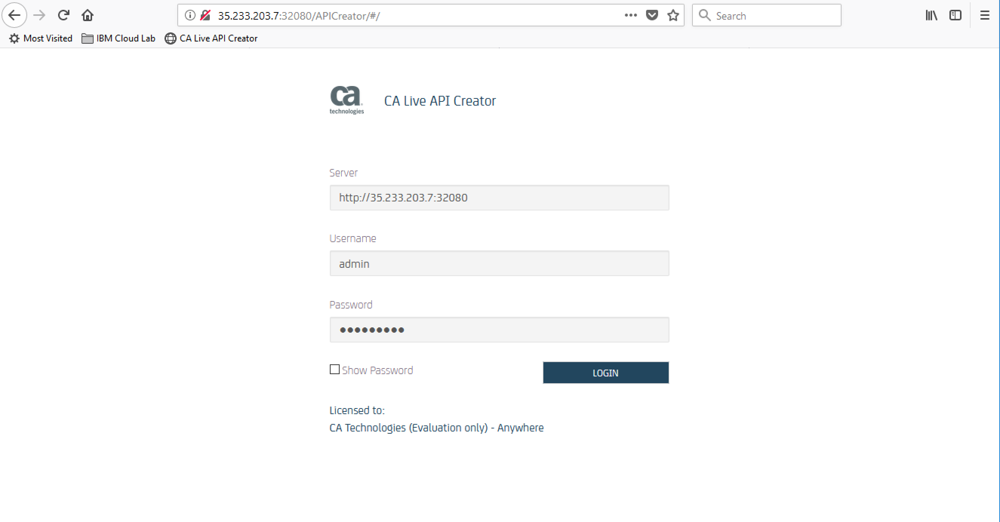 35.233.203.7:32080/APICreator/#/
Search
Most Visited
IBM Cloud Lab
CA Live API Creator
ca
technologies
CA Live API Creator
Server
http://35.233.203.7:32080
Username
admin
Password
●●●●●●●●●
Show Password
LOGIN
Licensed to:
CA Technologies (Evaluation only) - Anywhere